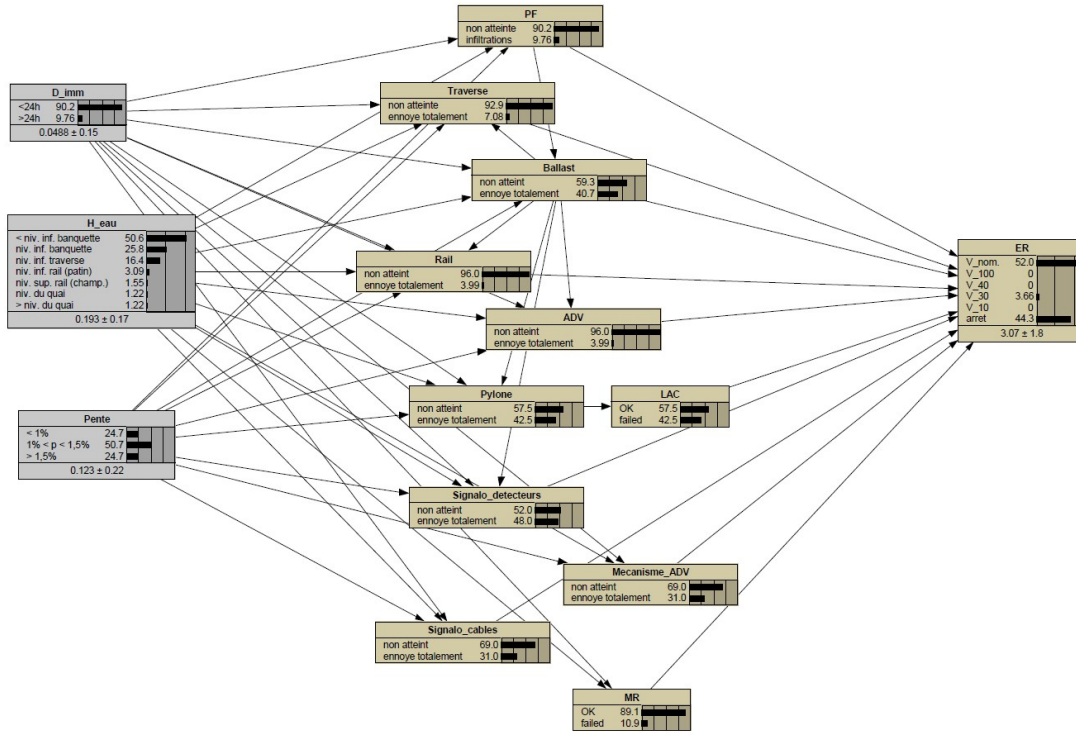 PF
non atteinte 90.2
infiltrations 9.76
D_imm
<24h 90.2
>24h 9.76
0.0488 ± 0.15
Traverse
non atteinte 92.9
ennoye totalement 7.08
Ballast
non atteint 59.3
ennoye totalement 40.7
H_eau
< niv. inf. banquette 50.6
niv. inf. banquette 25.8
niv. inf. traverse 16.4
niv. inf. rail (patin) 3.09
niv. sup. rail (champ.) 1.55
niv. du quai 1.22
> niv. du quai 1.22
0.193 ± 0.17
Rail
non atteint 96.0
ennoye totalement 3.99
ER
V_nom. 52.0
V_100 0
V_40 0
V_30 3.66
V_10 0
arret 44.3
3.07 ± 1.8
ADV
non atteint 96.0
ennoye totalement 3.99
Pylone
non atteint 57.5
ennoye totalement 42.5
LAC
OK 57.5
failed 42.5
Pente
< 1% 24.7
1% < p < 1,5% 50.7
> 1,5% 24.7
0.123 ± 0.22
Signalo_detecteurs
non atteint 52.0
ennoye totalement 48.0
Mecanisme_ADV
non atteint 69.0
ennoye totalement 31.0
Signalo_cables
non atteint 69.0
ennoye totalement 31.0
MR
OK 89.1
failed 10.9